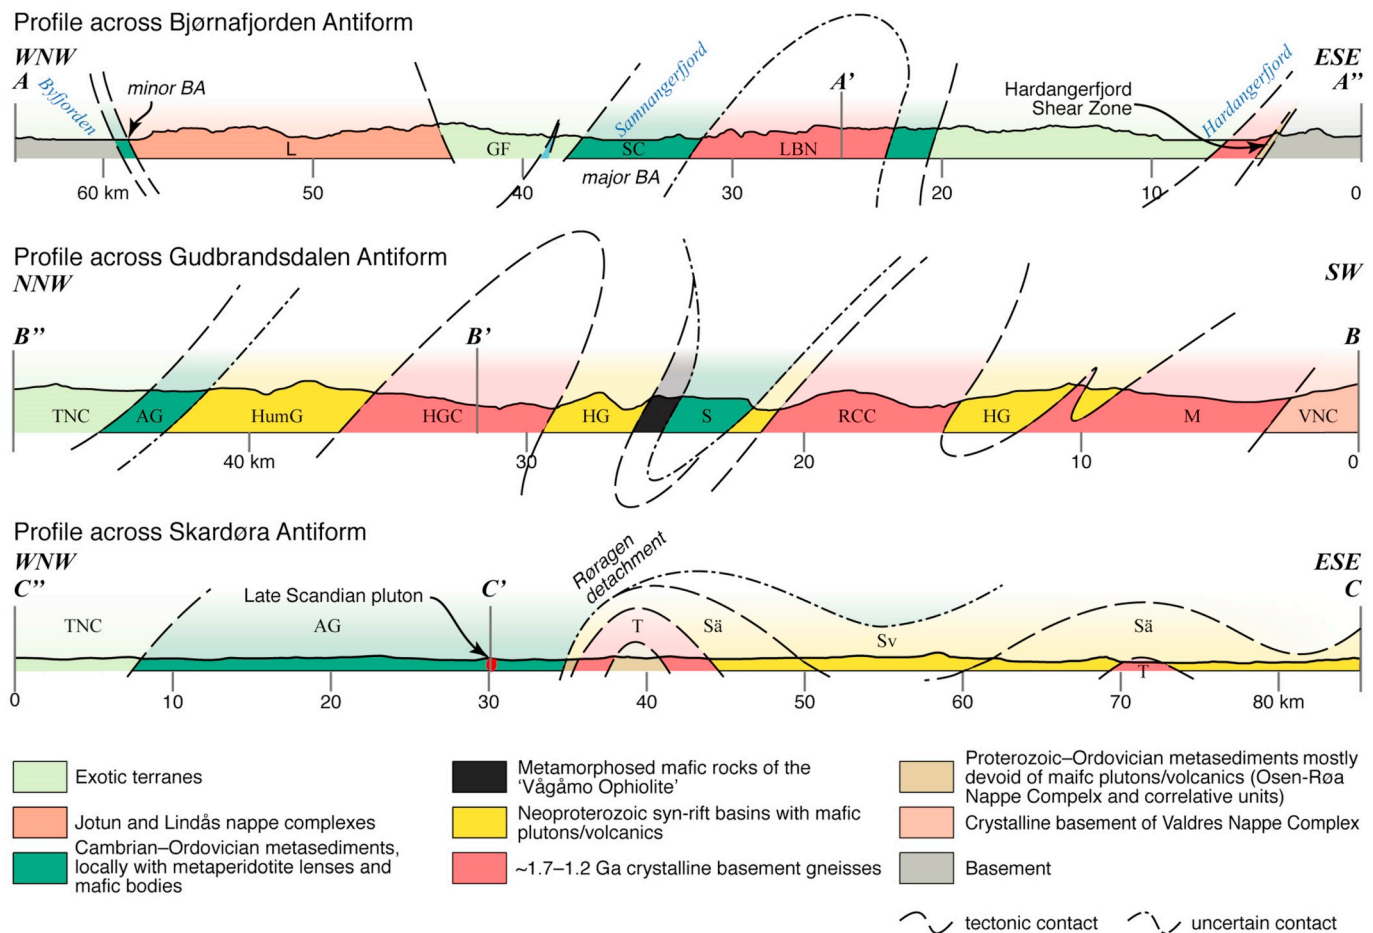 Profile across Bjørnafjorden Antiform
WNW
ESE
A
Byfjorden
minor BA
Samnangerfjord
A’
Hardangerfjord
Shear Zone
Hardangerfjord
A”
L
GF
SC
LBN
major BA
60 km
50
40
30
20
10
0
Profile across Gudbrandsdalen Antiform
NNW
SW
B”
B’
B
TNC
AG
HumG
HGC
HG
S
RCC
HG
M
VNC
40 km
30
20
10
0
Profile across Skardøra Antiform
WNW
ESE
C”
Late Scandian pluton
C’
Røragen
detachment
C
TNC
AG
T
Sä
Sv
Sä
T
0
10
20
30
40
50
60
70
80 km
Exotic terranes
Jotun and Lindås nappe complexes
Cambrian–Ordovician metasediments,
locally with metaperidotite lenses and
mafic bodies
Metamorphosed mafic rocks of the
‘Vågåmo Ophiolite’
Neoproterozoic syn-rift basins with mafic
plutons/volcanics
~1.7–1.2 Ga crystalline basement gneisses
Proterozoic–Ordovician metasediments mostly
devoid of maifc plutons/volcanics (Osen-Røa
Nappe Compelx and correlative units)
Crystalline basement of Valdres Nappe Complex
Basement
tectonic contact
uncertain contact